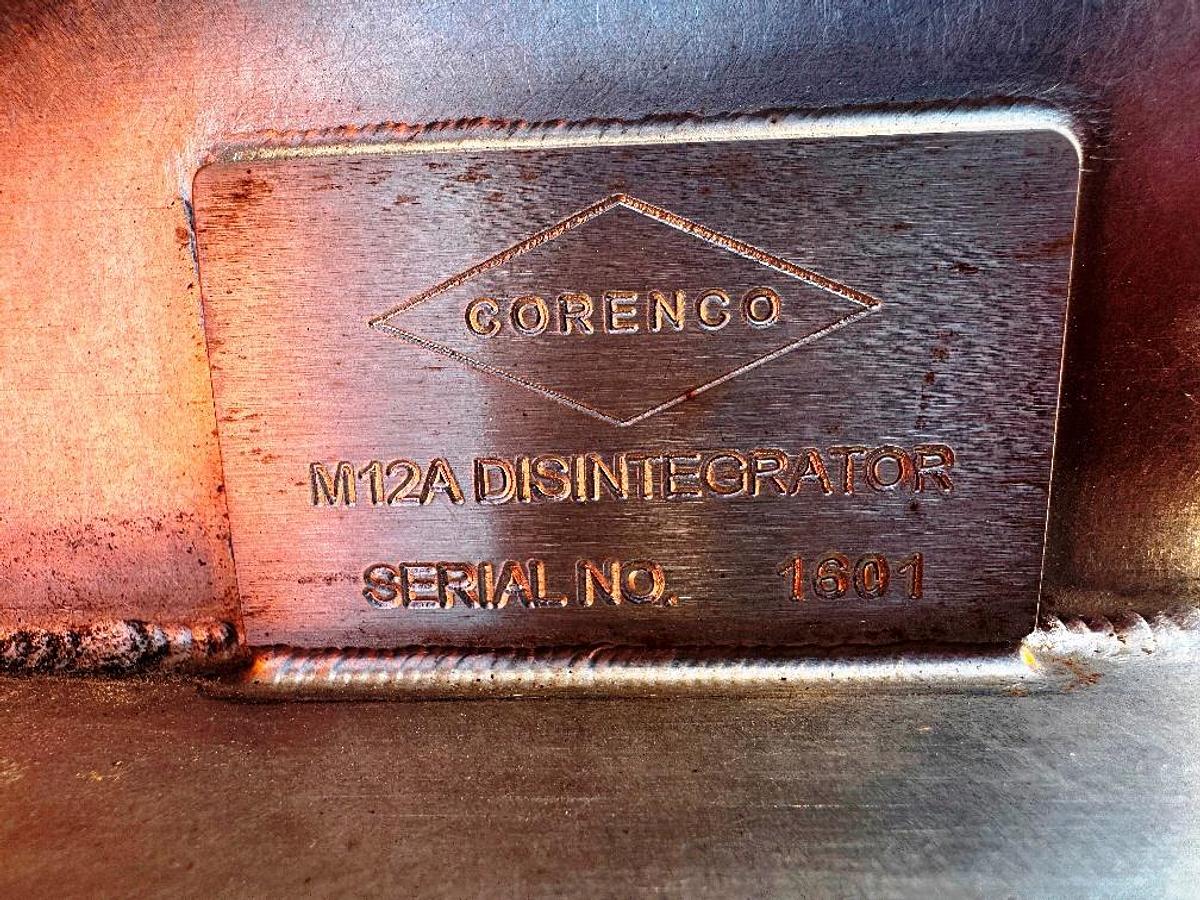 CORENCO
M12A DISINTEGRATOR
SERIAL NO. 1601